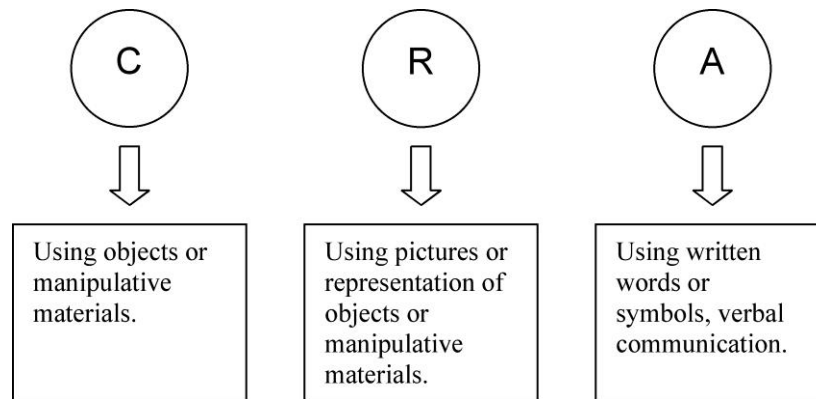 C
R
A
Using objects or
manipulative
materials.
Using pictures or
representation of
objects or
manipulative
materials.
Using written
words or
symbols, verbal
communication.